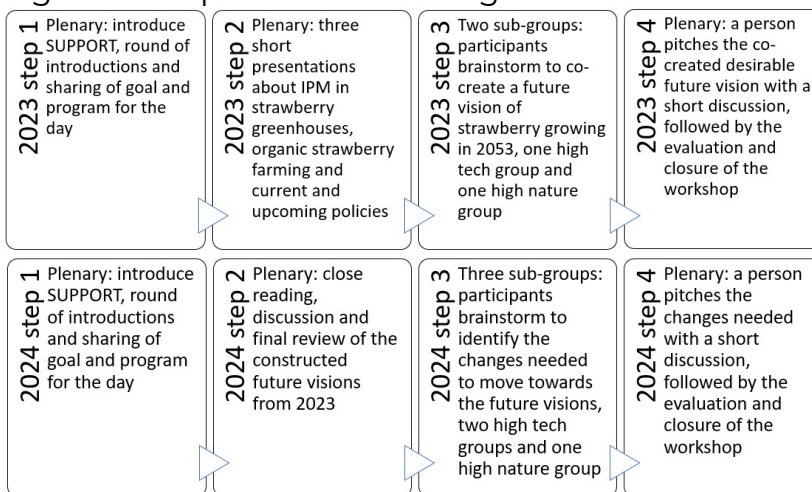 2023 step 1
Plenary: introduce
SUPPORT, round of
introductions and
sharing of goal and
program for the
day
2023 step 2
Plenary: three
short
presentations
about IPM in
strawberry
greenhouses,
organic strawberry
farming and
current and
upcoming policies
2023 step 3
Two sub-groups:
participants
brainstorm to co-
create a future
vision of
strawberry growing
in 2053, one high
tech group and
one high nature
group
2023 step 4
Plenary: a person
pitches the co-
created desirable
future vision with a
short discussion,
followed by the
evaluation and
closure of the
workshop
2024 step 1
Plenary: introduce
SUPPORT, round
of introductions
and sharing of
goal and program
for the day
2024 step 2
Plenary: close
reading,
discussion and
final review of the
constructed
future visions
from 2023
2024 step 3
Three sub-groups:
participants
brainstorm to
identify the
changes needed
to move towards
the future visions,
two high tech
groups and one
high nature group
2024 step 4
Plenary: a person
pitches the
changes needed
with a short
discussion,
followed by the
evaluation and
closure of the
workshop